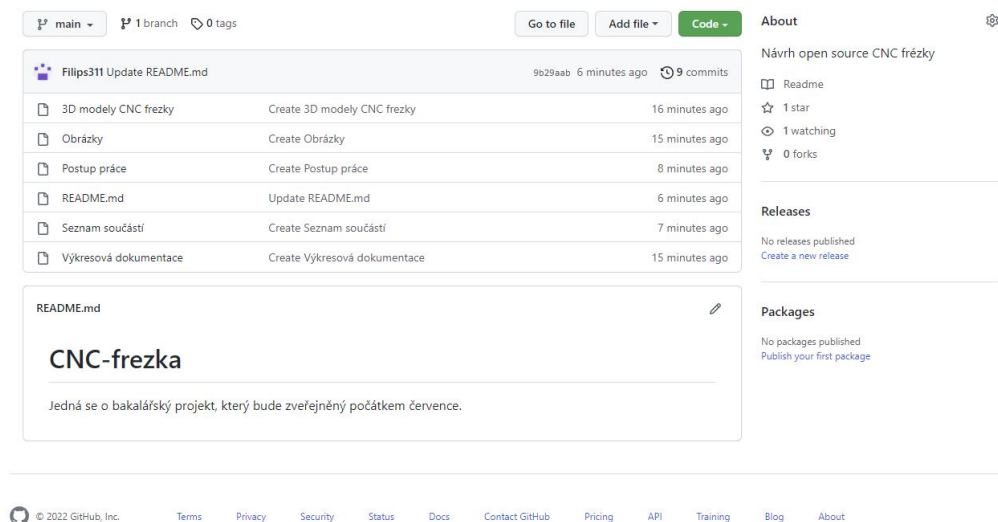 main 1 branch 0 tags Go to file Add file Code
Filips311 Update README.md 9b29aab 6 minutes ago 9 commits
3D modely CNC frezky Create 3D modely CNC frezky 16 minutes ago
Obrázky Create Obrázky 15 minutes ago
Postup práce Create Postup práce 8 minutes ago
README.md Update README.md 6 minutes ago
Seznam součástí Create Seznam součástí 7 minutes ago
Výkresová dokumentace Create Výkresová dokumentace 15 minutes ago
README.md
CNC-frezka
Jedná se o bakalářský projekt, který bude zveřejněný počátkem července.
About
Návrh open source CNC frézky
Readme
1 star
1 watching
0 forks
Releases
No releases published
Create a new release
Packages
No packages published
Publish your first package
© 2022 GitHub, Inc. Terms Privacy Security Status Docs Contact GitHub Pricing API Training Blog About